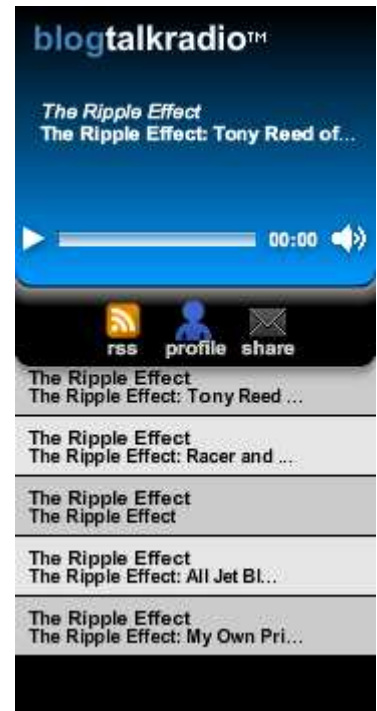 blogtalkradio™
The Ripple Effect
The Ripple Effect: Tony Reed of...
00:00
rss profile share
The Ripple Effect
The Ripple Effect: Tony Reed ...
The Ripple Effect
The Ripple Effect: Racer and ...
The Ripple Effect
The Ripple Effect
The Ripple Effect
The Ripple Effect: All Jet Bl...
The Ripple Effect
The Ripple Effect: My Own Pri...